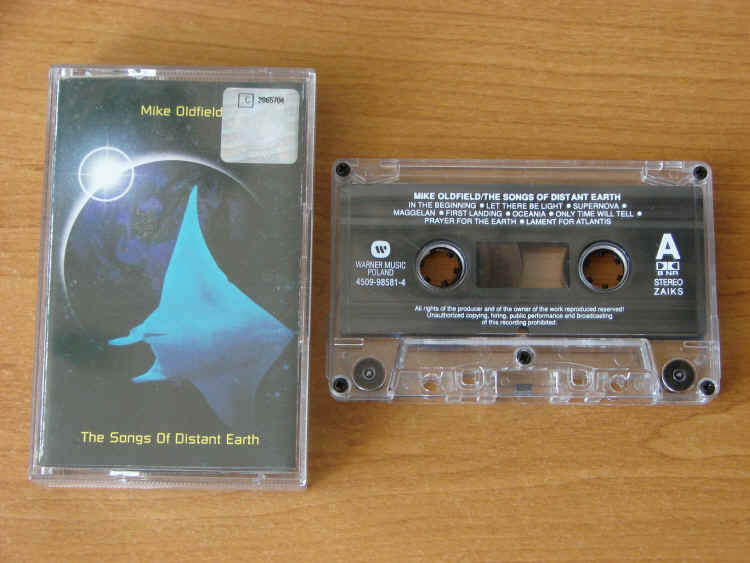 Mike Oldfield
C 2865704
The Songs Of Distant Earth
MIKE OLDFIELD/THE SONGS OF DISTANT EARTH
IN THE BEGINNING ● LET THERE BE LIGHT ● SUPERNOVA ●
MAGGELAN ● FIRST LANDING ● OCEANIA ● ONLY TIME WILL TELL ●
PRAYER FOR THE EARTH ● LAMENT FOR ATLANTIS
WARNER MUSIC
POLAND
4509-98581-4
A
B NR
STEREO
ZAIKS
All rights of the producer and of the owner of the work reproduced reserved!
Unauthorized copying, hiring, public performance and broadcasting
of this recording prohibited.